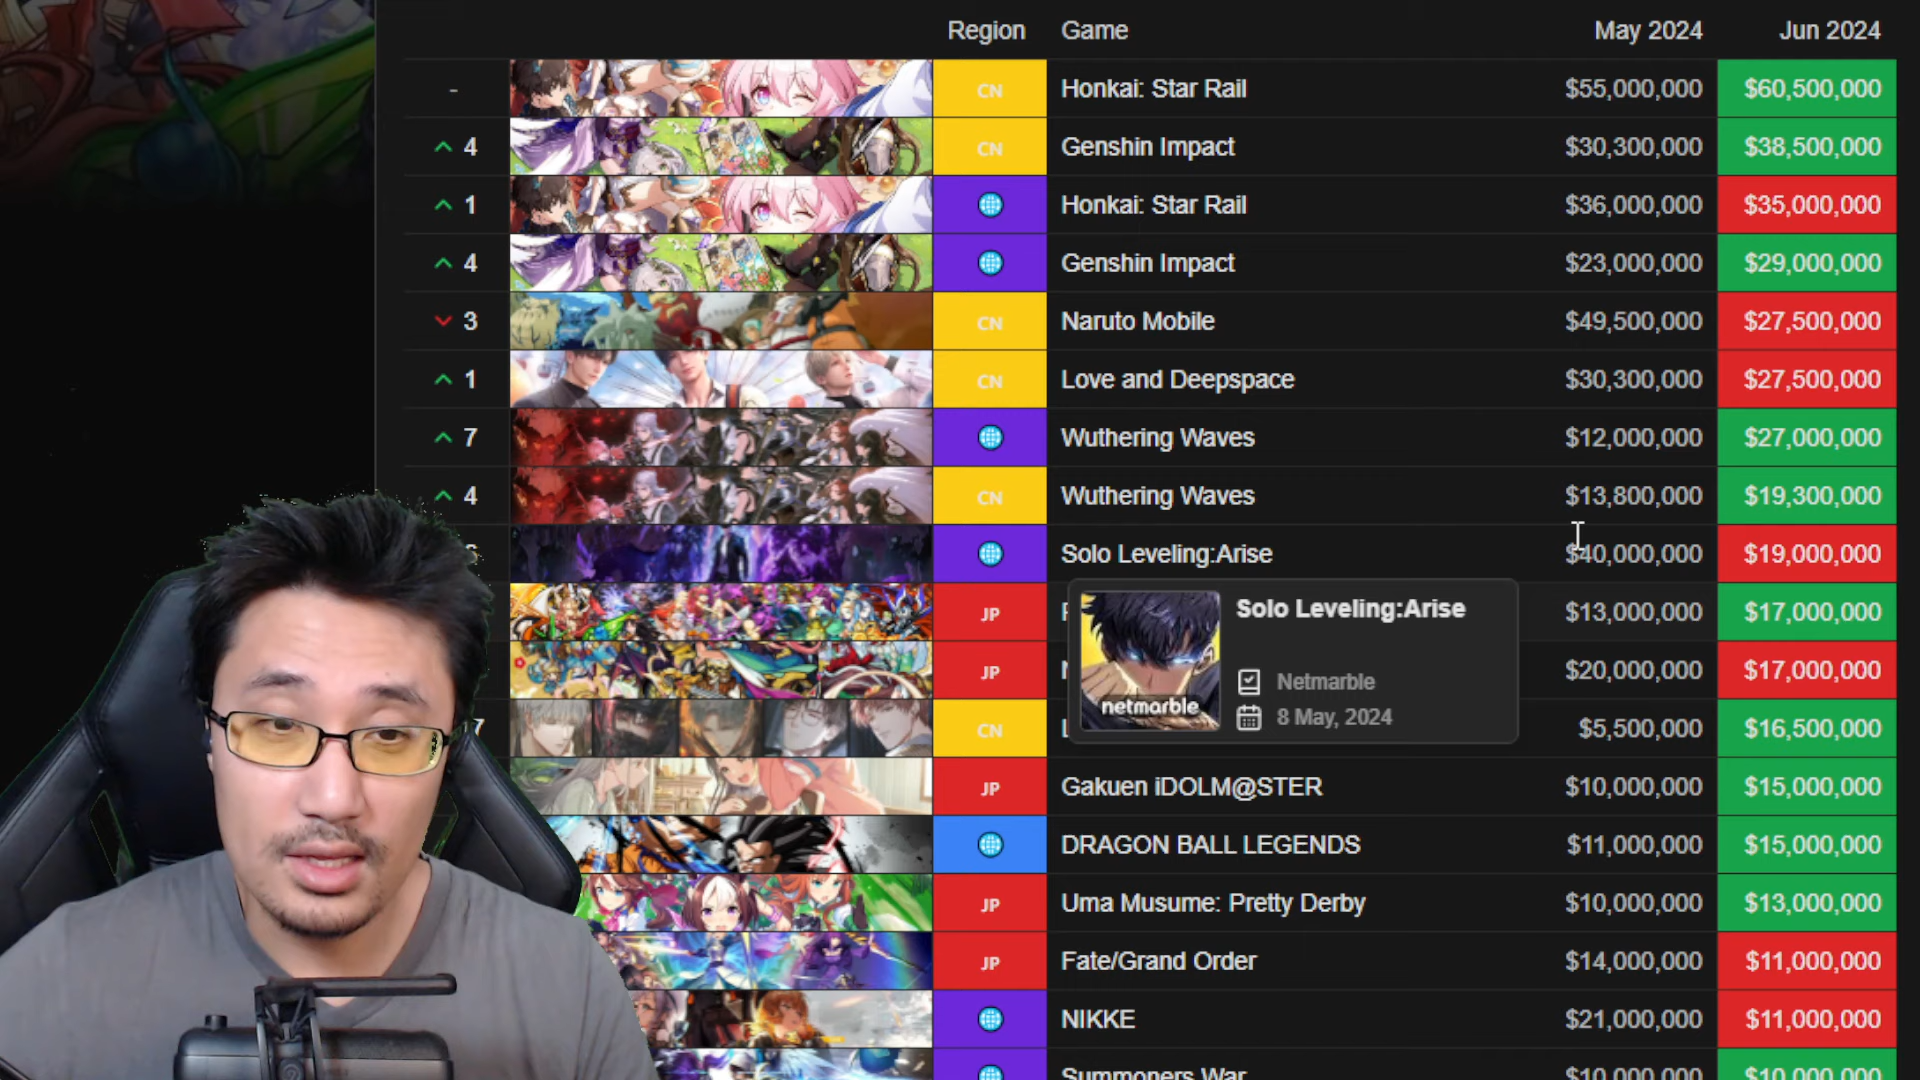 Region Game May 2024 Jun 2024
- CN Honkai: Star Rail $55,000,000 $60,500,000
4 CN Genshin Impact $30,300,000 $38,500,000
1 Honkai: Star Rail $36,000,000 $35,000,000
4 Genshin Impact $23,000,000 $29,000,000
3 CN Naruto Mobile $49,500,000 $27,500,000
1 CN Love and Deepspace $30,300,000 $27,500,000
7 Wuthering Waves $12,000,000 $27,000,000
4 CN Wuthering Waves $13,800,000 $19,300,000
Solo Leveling:Arise $40,000,000 $19,000,000
JP $13,000,000 $17,000,000
Solo Leveling:Arise
JP $20,000,000 $17,000,000
Netmarble
netmarble
8 May, 2024
7 CN L $5,500,000 $16,500,000
JP Gakuen iDOLM@STER $10,000,000 $15,000,000
DRAGON BALL LEGENDS $11,000,000 $15,000,000
JP Uma Musume: Pretty Derby $10,000,000 $13,000,000
JP Fate/Grand Order $14,000,000 $11,000,000
NIKKE $21,000,000 $11,000,000
Summoners War $10,000,000 $10,000,000